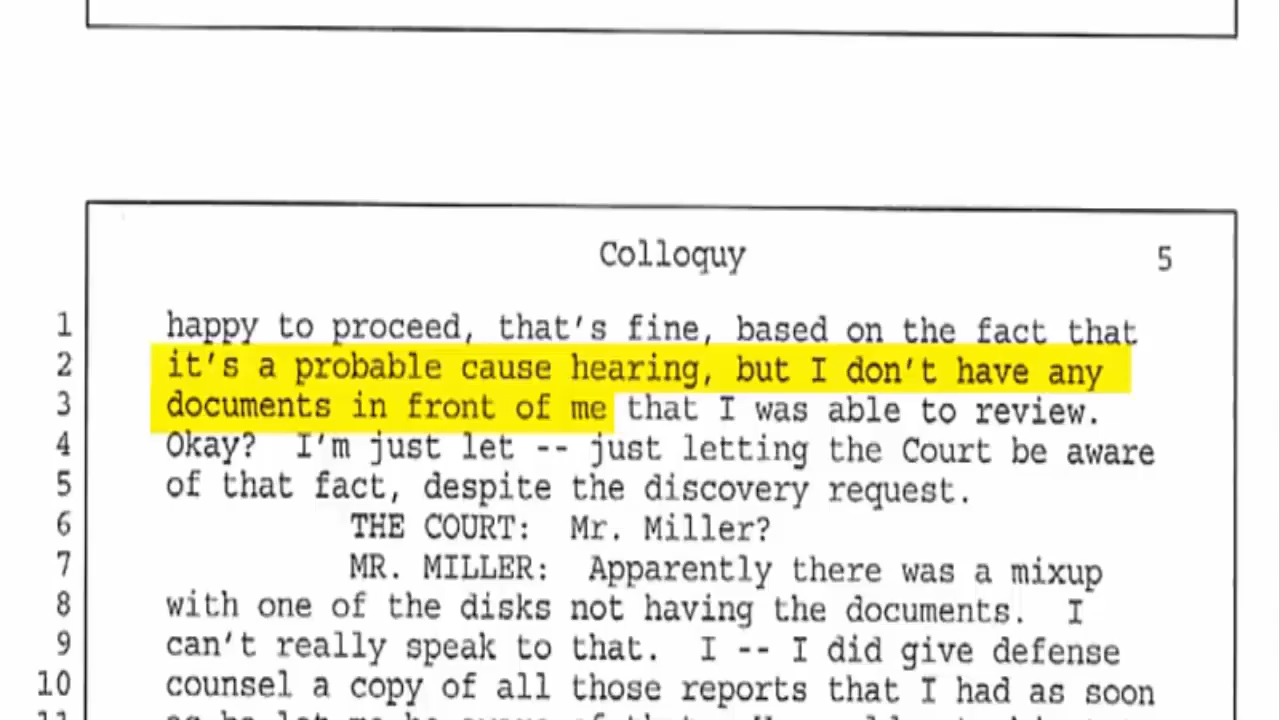 Colloquy 5
1 happy to proceed, that's fine, based on the fact that
2 it's a probable cause hearing, but I don't have any
3 documents in front of me that I was able to review.
4 Okay? I'm just let -- just letting the Court be aware
5 of that fact, despite the discovery request.
6 THE COURT: Mr. Miller?
7 MR. MILLER: Apparently there was a mixup
8 with one of the disks not having the documents. I
9 can't really speak to that. I -- I did give defense
10 counsel a copy of all those reports that I had as soon
11